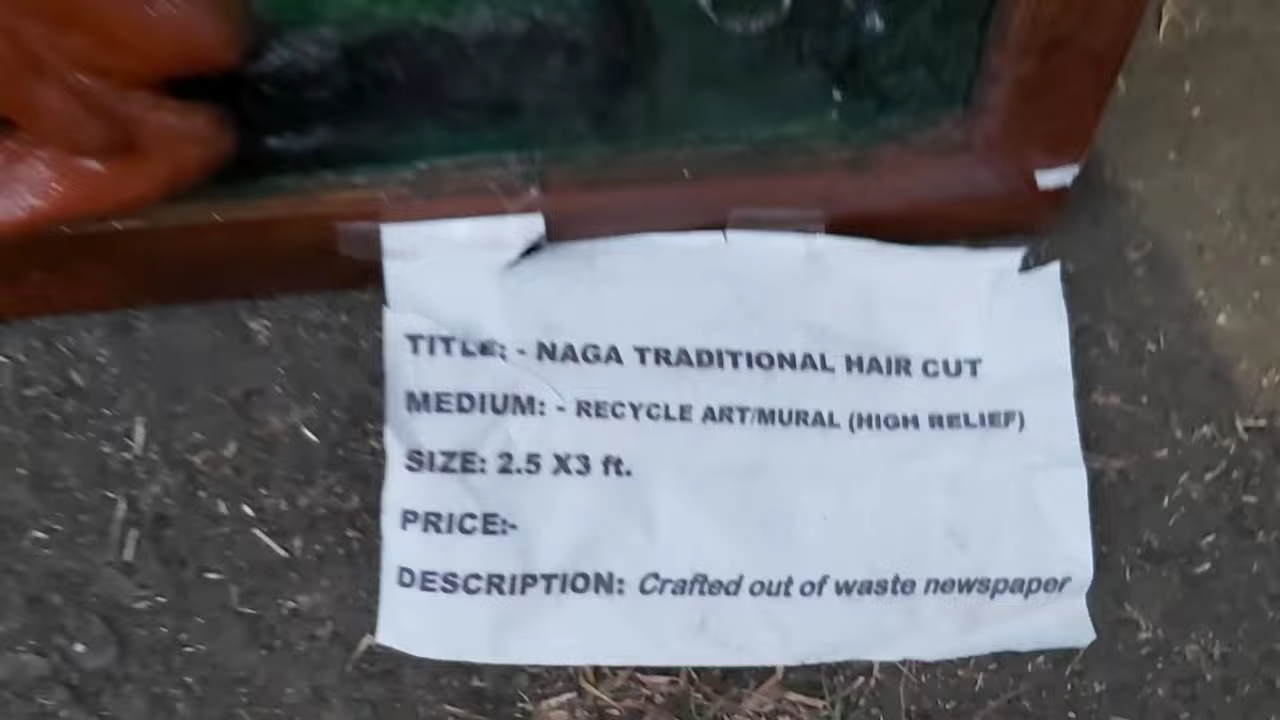 TITLE; - NAGA TRADITIONAL HAIR CUT
MEDIUM: - RECYCLE ART/MURAL (HIGH RELIEF)
SIZE: 2.5 X3 ft.
PRICE:-
DESCRIPTION: Crafted out of waste newspaper